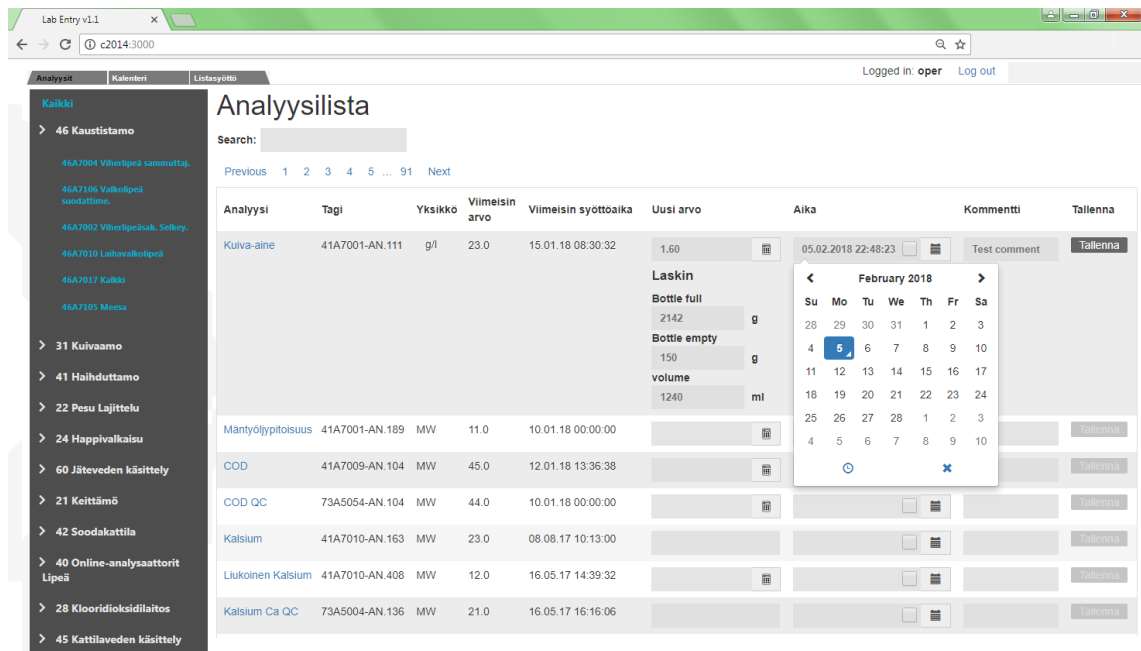 Lab Entry v1.1
c2014:3000
Analyysit Kalenteri Listasyöttö
Logged in: oper Log out
Kaikki
46 Kaustistamo
46A7004 Viherlipeä sammuttaj.
46A7106 Valkolipeä
suodattime.
46A7002 Viherlipeäsak. Selkey.
46A7010 Laihavalkolipeä
46A7017 Kalkki
46A7105 Meesa
31 Kuivaamo
41 Haihduttamo
22 Pesu Lajittelu
24 Happivalkaisu
60 Jäteveden käsittely
21 Keittämö
42 Soodakattila
40 Online-analysaattorit
Lipeä
28 Klooridioksidilaitos
45 Kattilaveden käsittely
Analyysilista
Search:
Previous 1 2 3 4 5 ... 91 Next
Analyysi Tagi Yksikkö Viimeisin arvo Viimeisin syöttöaika Uusi arvo Aika Kommentti Tallenna
Kuiva-aine 41A7001-AN.111 g/l 23.0 15.01.18 08:30:32 1.60 05.02.2018 22:48:23 Test comment Tallenna
Laskin
Bottle full
2142 g
Bottle empty
150 g
volume
1240 ml
February 2018
Su Mo Tu We Th Fr Sa
28 29 30 31 1 2 3
4 5 6 7 8 9 10
11 12 13 14 15 16 17
18 19 20 21 22 23 24
25 26 27 28 1 2 3
4 5 6 7 8 9 10
Mäntyöljypitoisuus 41A7001-AN.189 MW 11.0 10.01.18 00:00:00 Tallenna
COD 41A7009-AN.104 MW 45.0 12.01.18 13:36:38 Tallenna
COD QC 73A5054-AN.104 MW 44.0 10.01.18 00:00:00 Tallenna
Kalsium 41A7010-AN.163 MW 23.0 08.08.17 10:13:00 Tallenna
Liukoinen Kalsium 41A7010-AN.408 MW 12.0 16.05.17 14:39:32 Tallenna
Kalsium Ca QC 73A5004-AN.136 MW 21.0 16.05.17 16:16:06 Tallenna